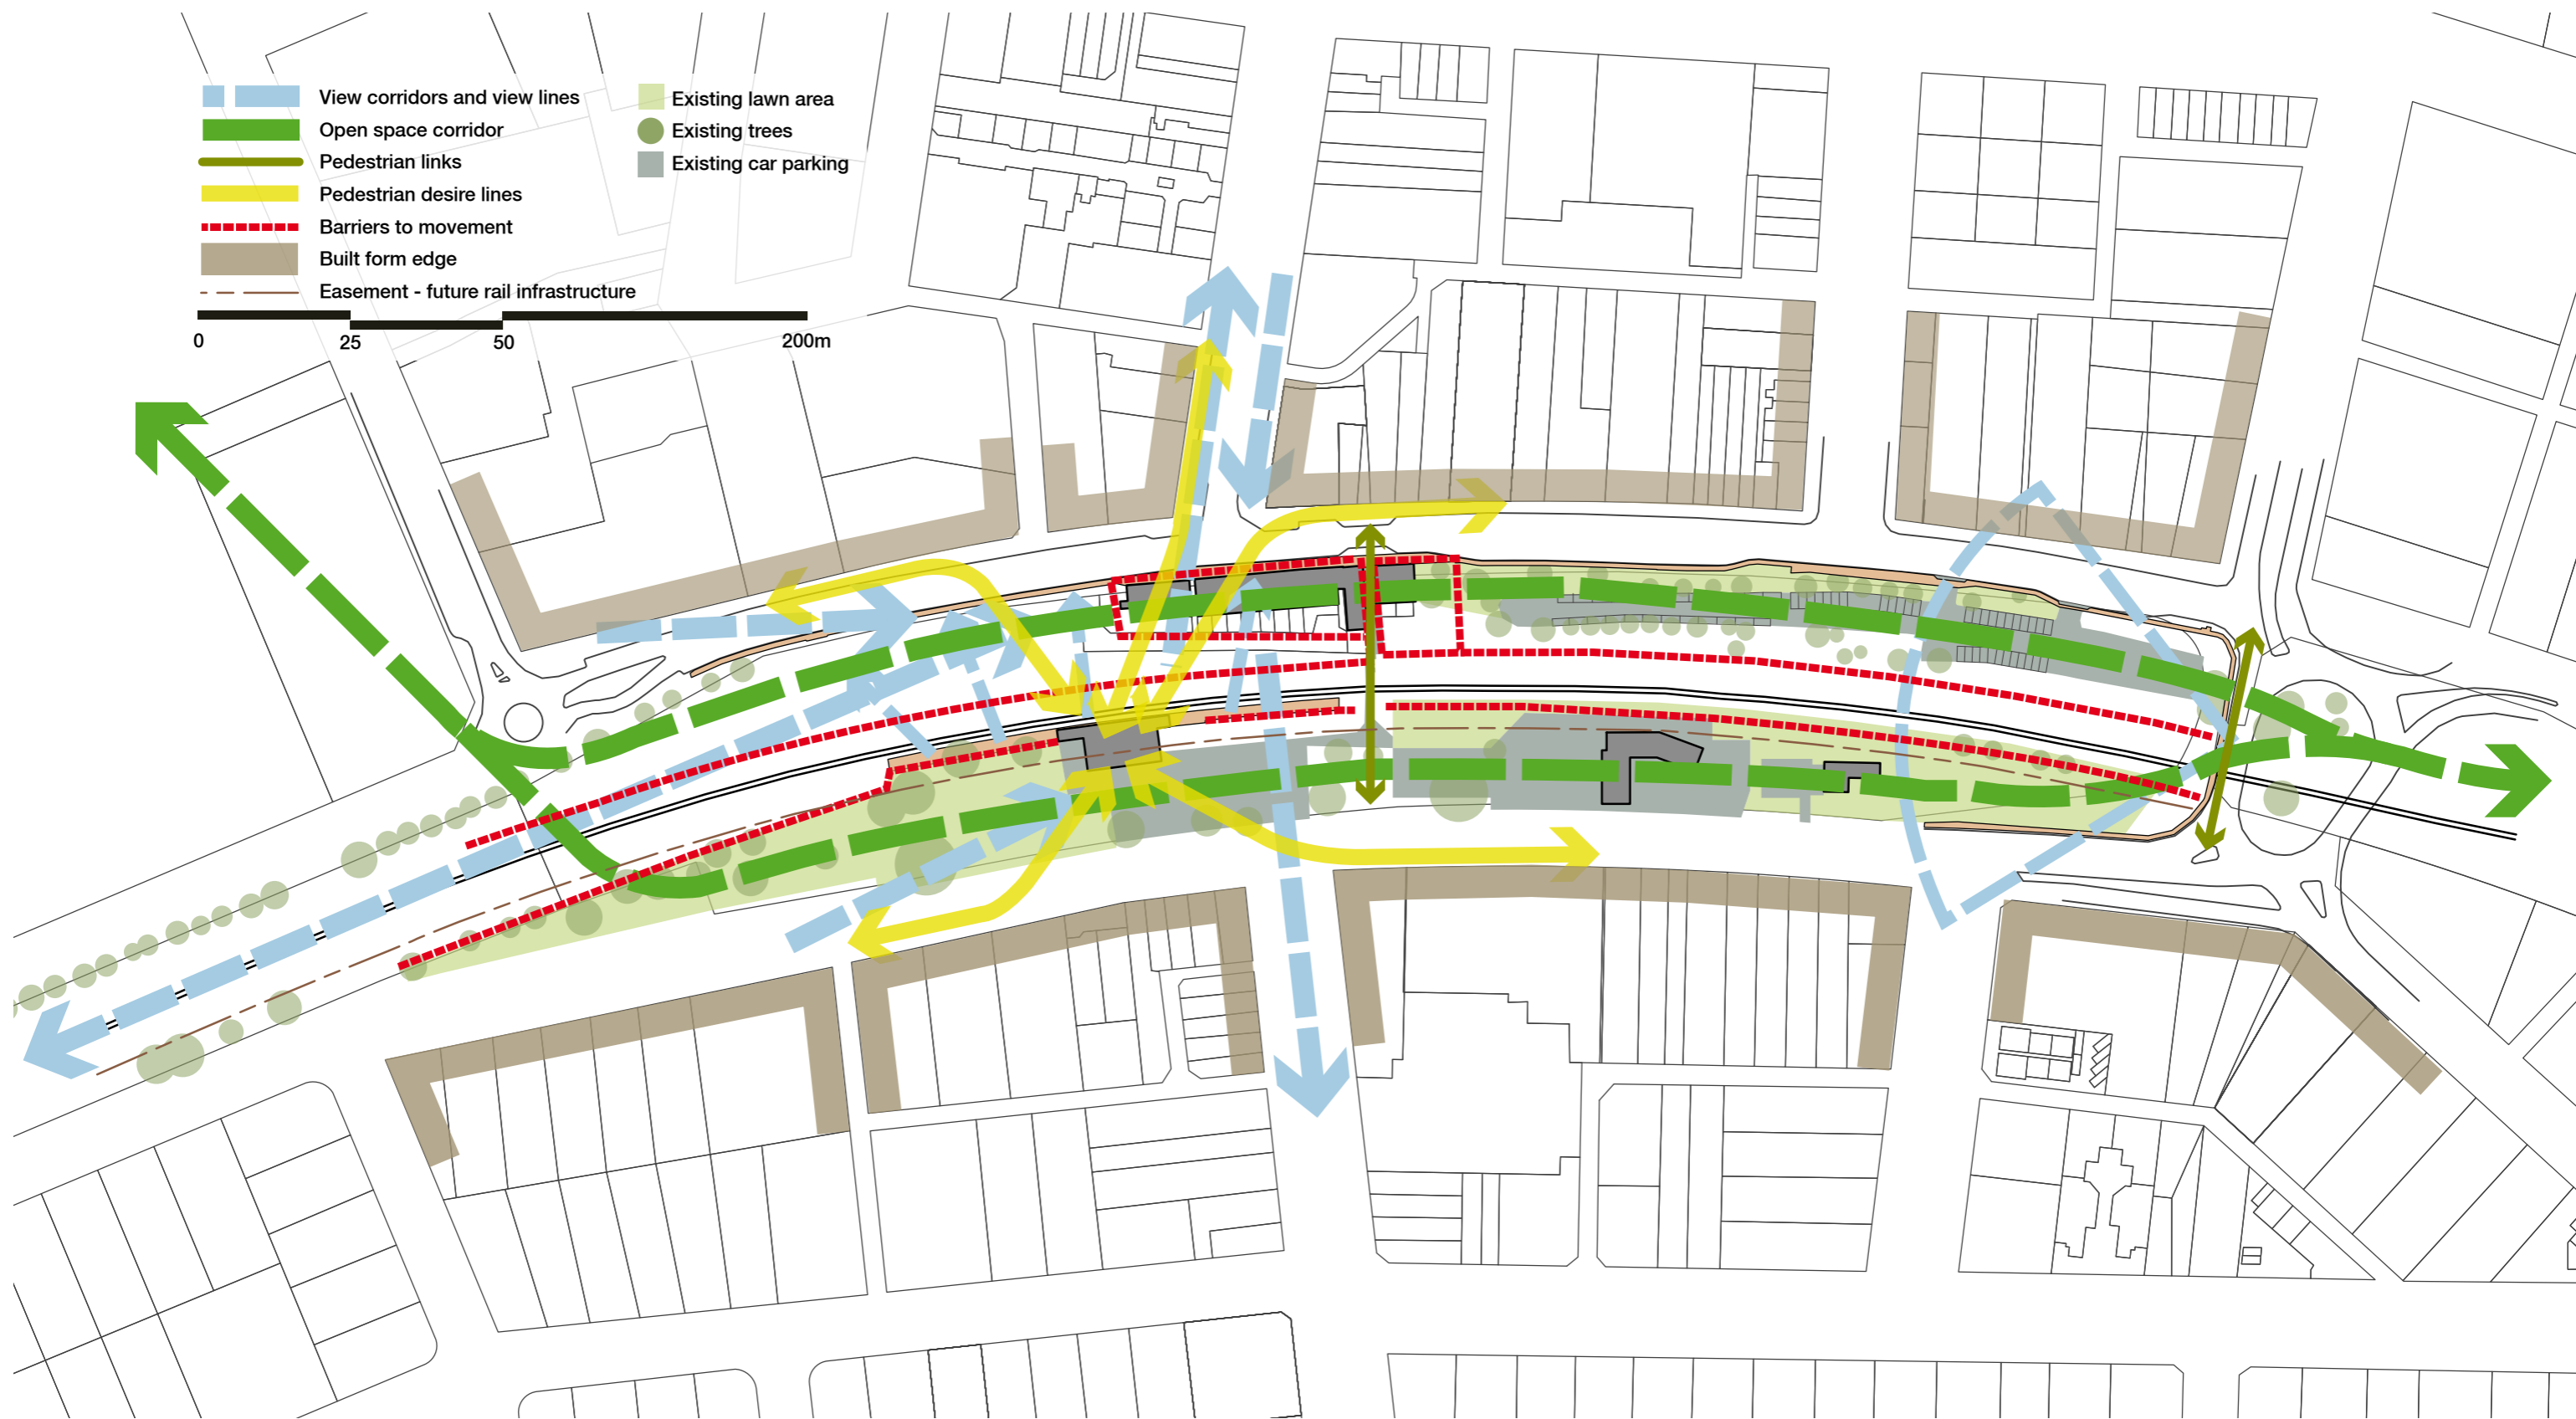 View corridors and view lines
Open space corridor
Pedestrian links
Pedestrian desire lines
Barriers to movement
Built form edge
Easement - future rail infrastructure
Existing lawn area
Existing trees
Existing car parking
0 25 50 200m